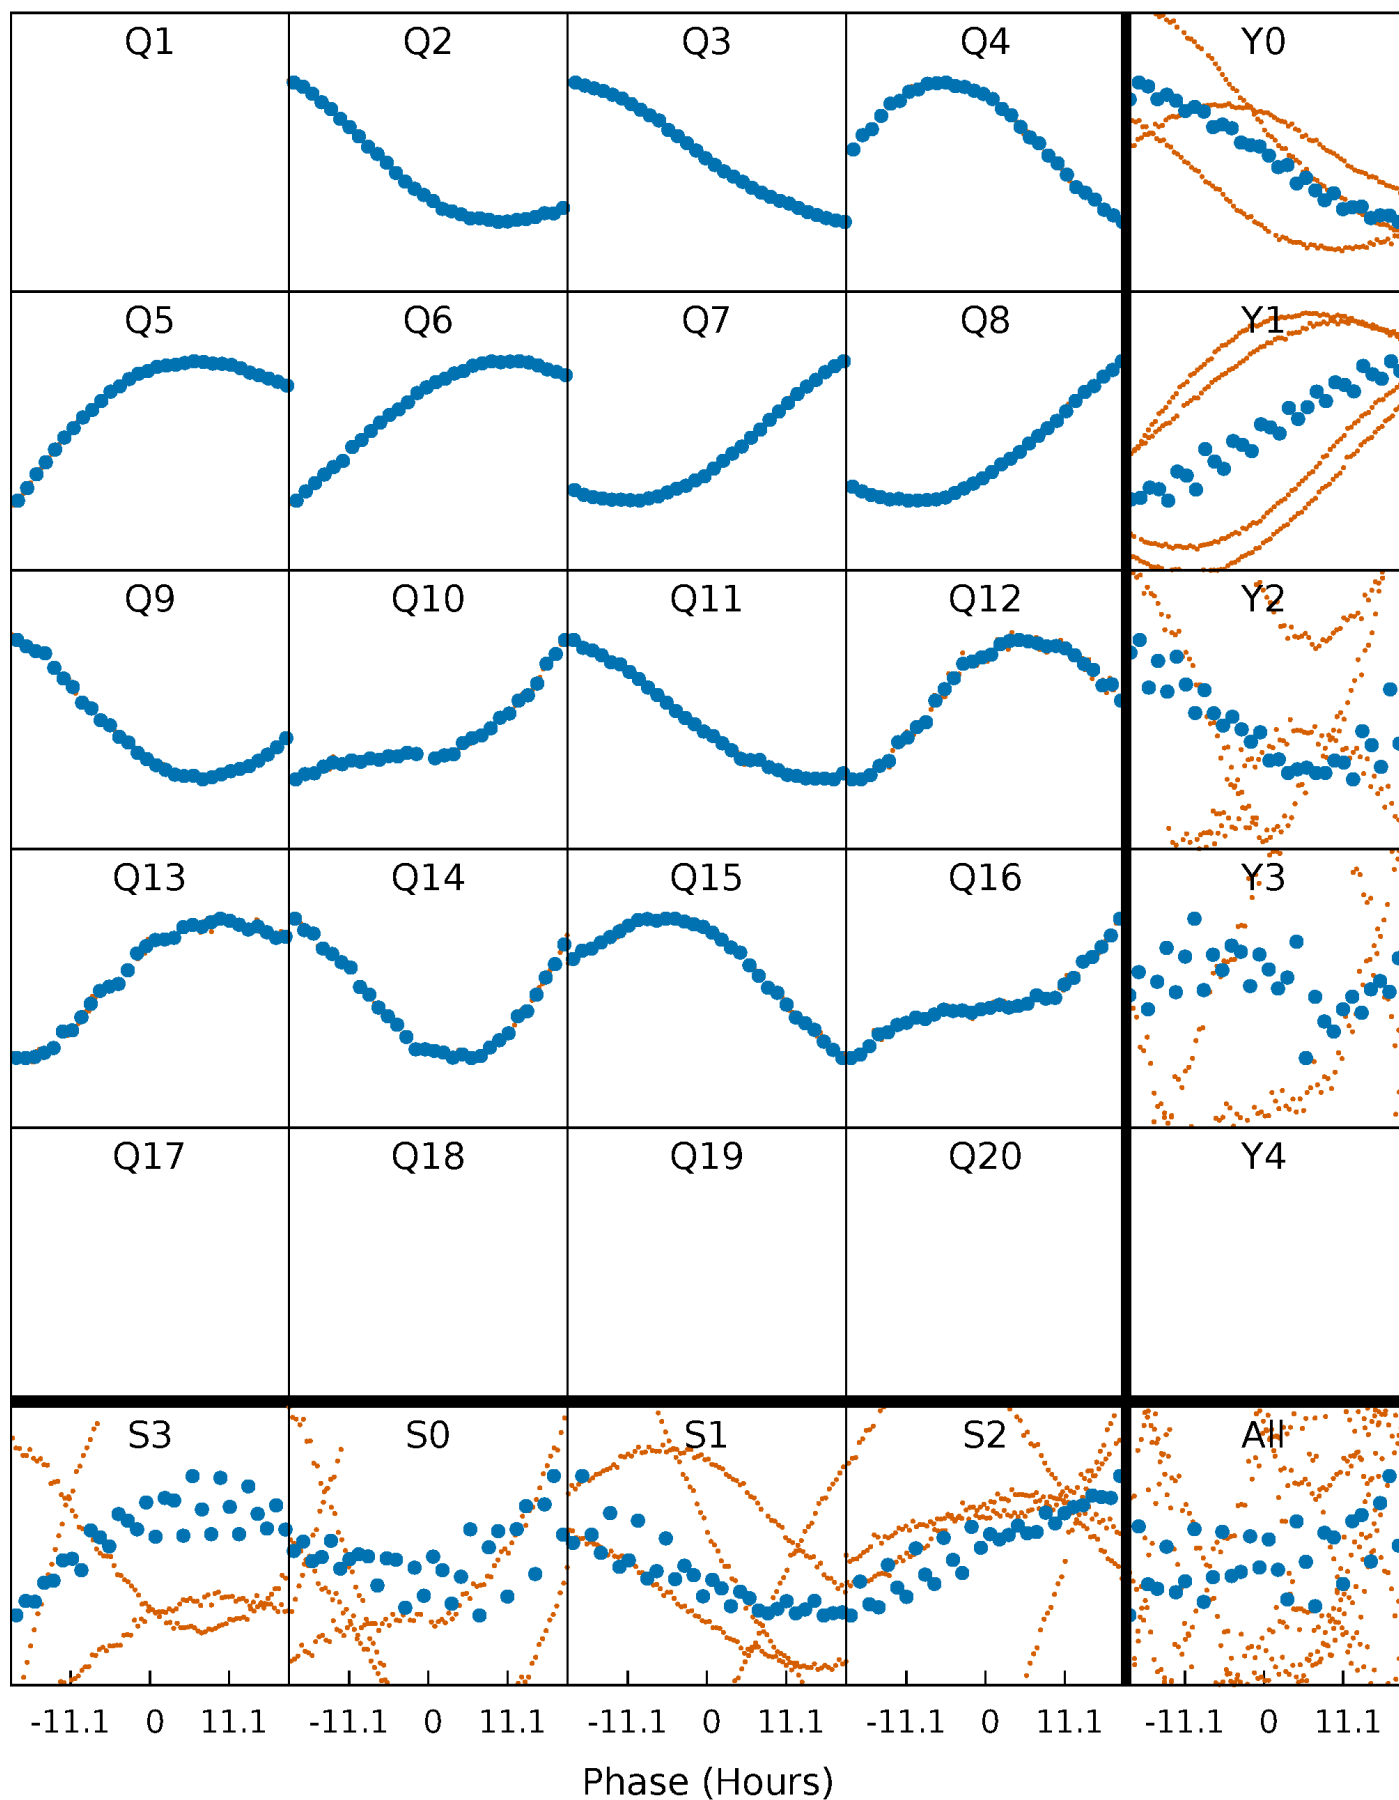 Q1 Q2 Q3 Q4 Y0
Q5 Q6 Q7 Q8 Y1
Q9 Q10 Q11 Q12 Y2
Q13 Q14 Q15 Q16 Y3
Q17 Q18 Q19 Q20 Y4
S3 S0 S1 S2 All
-11.1 0 11.1 -11.1 0 11.1 -11.1 0 11.1 -11.1 0 11.1 -11.1 0 11.1
Phase (Hours)